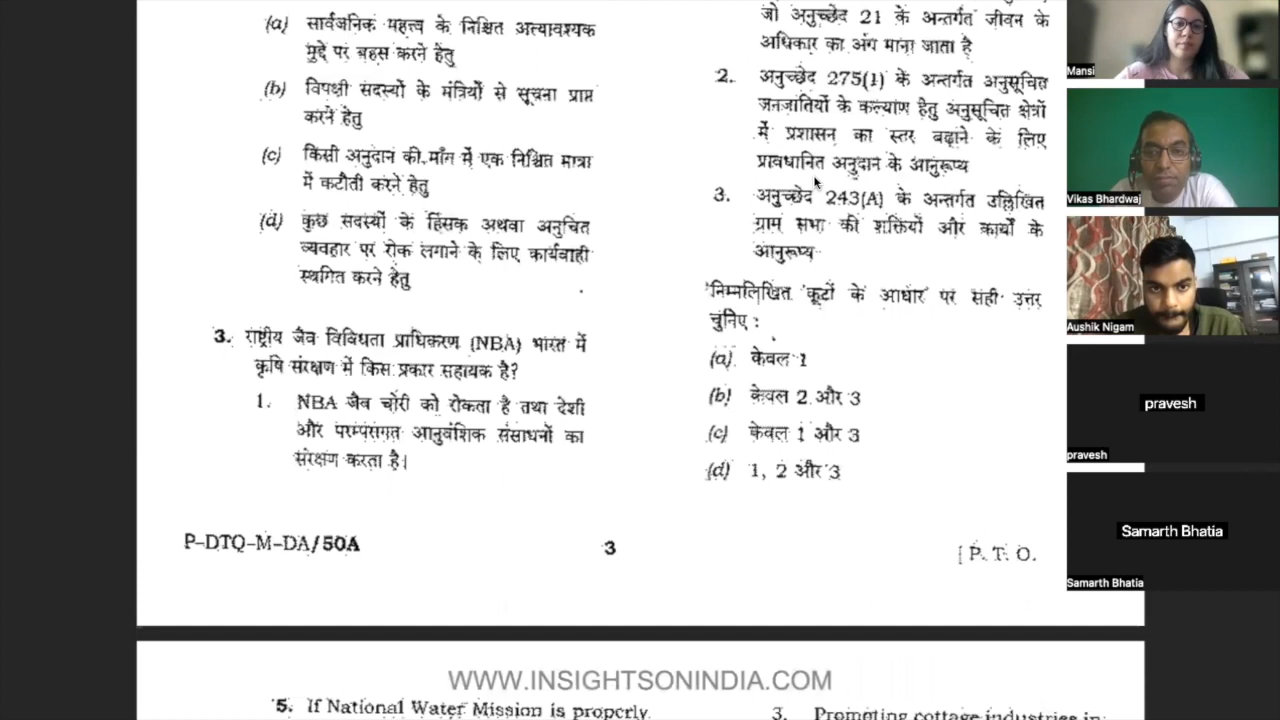 (a) सार्वजनिक महत्त्व के निश्चित अत्यावश्यक
मुद्दे पर बहस करने हेतु
(b) विपक्षी सदस्यों के मंत्रियों से सूचना प्राप्त
करने हेतु
(c) किसी अनुदान की माँग में एक निश्चित मात्रा
में कटौती करने हेतु
(d) कुछ सदस्यों के हिंसक अथवा अनुचित
व्यवहार पर रोक लगाने के लिए कार्यवाही
स्थगित करने हेतु
3. राष्ट्रीय जैव विविधता प्राधिकरण (NBA) भारत में
कृषि संरक्षण में किस प्रकार सहायक है?
1. NBA जैव चोरी को रोकता है तथा देशी
और परम्परागत आनुवंशिक संसाधनों का
संरक्षण करता है।
जो अनुच्छेद 21 के अन्तर्गत जीवन के
अधिकार का अंग माना जाता है
2. अनुच्छेद 275(1) के अन्तर्गत अनुसूचित
जनजातियों के कल्याण हेतु अनुसूचित क्षेत्रों
में प्रशासन का स्तर बढ़ाने के लिए
प्रावधानित अनुदान के आनुरूप्य
3. अनुच्छेद 243(A) के अन्तर्गत उल्लिखित
ग्राम सभा की शक्तियों और कार्यों के
आनुरूप्य
निम्नलिखित कूटों के आधार पर सही उत्तर
चुनिए :
(a) केवल 1
(b) केवल 2 और 3
(c) केवल 1 और 3
(d) 1, 2 और 3
P-DTQ-M-DA/50A
3
[ P. T. O.
WWW.INSIGHTSONINDIA.COM
5. If National Water Mission is properly
3. Promoting cottage industries in
Mansi
Vikas Bhardwaj
Aushik Nigam
pravesh
pravesh
Samarth Bhatia
Samarth Bhatia